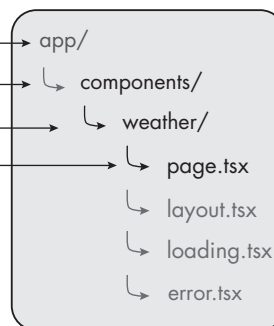 app/
components/
weather/
page.tsx
layout.tsx
loading.tsx
error.tsx